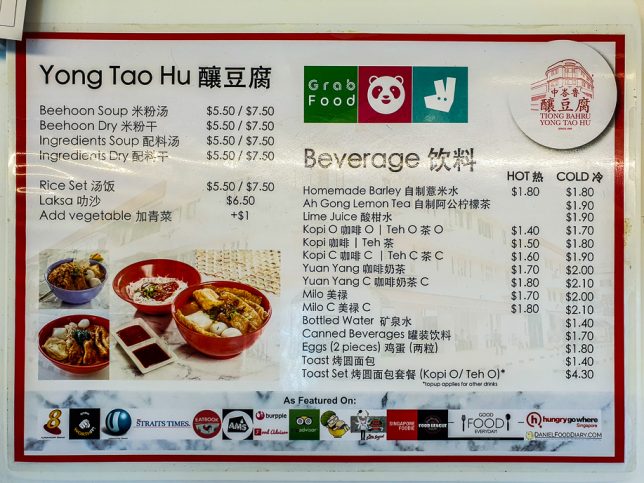 Yong Tao Hu 釀豆腐
Beehoon Soup 米粉汤 $5.50 / $7.50
Beehoon Dry 米粉干 $5.50 / $7.50
Ingredients Soup 配料汤 $5.50 / $7.50
Ingredients Dry 配料干 $5.50 / $7.50
Rice Set 汤饭 $5.50 / $7.50
Laksa 叻沙 $6.50
Add vegetable 加青菜 +$1
Grab
Food
中峇魯
釀豆腐
TIONG BAHRU
YONG TAO HU
Beverage 饮料
HOT 热 COLD 冷
Homemade Barley 自制薏米水 $1.80 $1.80
Ah Gong Lemon Tea 自制阿公柠檬茶 $1.90
Lime Juice 酸柑水 $1.90
Kopi O 咖啡 O | Teh O 茶 O $1.40 $1.70
Kopi 咖啡 | Teh 茶 $1.50 $1.80
Kopi C 咖啡 C | Teh C 茶 C $1.60 $1.90
Yuan Yang 咖啡奶茶 $1.70 $2.00
Yuan Yang 咖啡奶茶 C $1.80 $2.10
Milo 美禄 $1.70 $2.00
Milo C 美禄 C $1.80 $2.10
Bottled Water 矿泉水 $1.40
Canned Beverages 罐装饮料 $1.70
Eggs (2 pieces) 鸡蛋 (两粒) $1.80
Toast 烤圆面包 $1.40
Toast Set 烤圆面包套餐 (Kopi O/ Teh O)* $4.30
*topup applies for other drinks
As Featured On:
8
THE STRAITS TIMES
EATBOOK
AMS
burpple
Food Advisor
advisor
SINGAPORE
FOODIE
FOOD LEAGUE
GOOD
FOOD
EVERYDAY
hungrygowhere
Singapore
DANIELFOODDIARY.COM